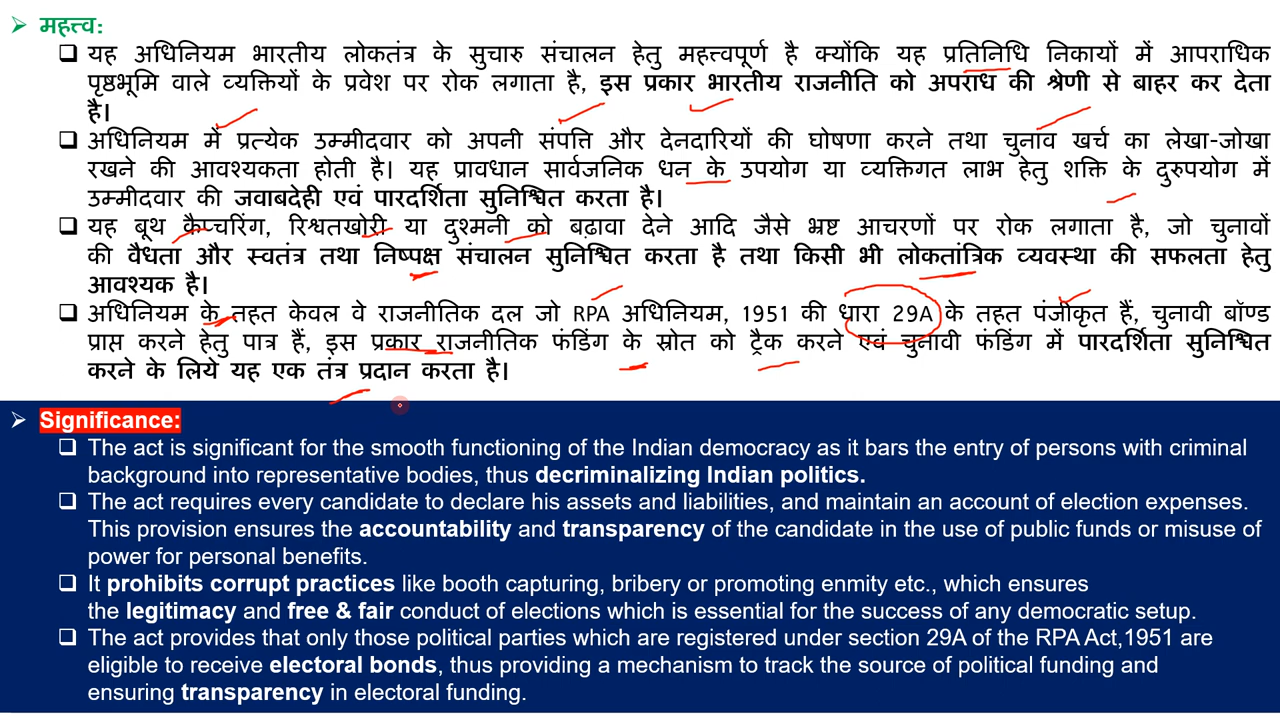 महत्त्व:
यह अधिनियम भारतीय लोकतंत्र के सुचारु संचालन हेतु महत्त्वपूर्ण है क्योंकि यह प्रतिनिधि निकायों में आपराधिक
पृष्ठभूमि वाले व्यक्तियों के प्रवेश पर रोक लगाता है, इस प्रकार भारतीय राजनीति को अपराध की श्रेणी से बाहर कर देता
है।
अधिनियम में प्रत्येक उम्मीदवार को अपनी संपत्ति और देनदारियों की घोषणा करने तथा चुनाव खर्च का लेखा-जोखा
रखने की आवश्यकता होती है। यह प्रावधान सार्वजनिक धन के उपयोग या व्यक्तिगत लाभ हेतु शक्ति के दुरुपयोग में
उम्मीदवार की जवाबदेही एवं पारदर्शिता सुनिश्चित करता है।
यह बूथ कैप्चरिंग, रिश्वतखोरी या दुश्मनी को बढ़ावा देने आदि जैसे भ्रष्ट आचरणों पर रोक लगाता है, जो चुनावों
की वैधता और स्वतंत्र तथा निष्पक्ष संचालन सुनिश्चित करता है तथा किसी भी लोकतांत्रिक व्यवस्था की सफलता हेतु
आवश्यक है।
अधिनियम के तहत केवल वे राजनीतिक दल जो RPA अधिनियम, 1951 की धारा 29A के तहत पंजीकृत हैं, चुनावी बॉण्ड
प्राप्त करने हेतु पात्र हैं, इस प्रकार राजनीतिक फंडिंग के स्रोत को ट्रैक करने एवं चुनावी फंडिंग में पारदर्शिता सुनिश्चित
करने के लिये यह एक तंत्र प्रदान करता है।
Significance:
The act is significant for the smooth functioning of the Indian democracy as it bars the entry of persons with criminal
background into representative bodies, thus decriminalizing Indian politics.
The act requires every candidate to declare his assets and liabilities, and maintain an account of election expenses.
This provision ensures the accountability and transparency of the candidate in the use of public funds or misuse of
power for personal benefits.
It prohibits corrupt practices like booth capturing, bribery or promoting enmity etc., which ensures
the legitimacy and free & fair conduct of elections which is essential for the success of any democratic setup.
The act provides that only those political parties which are registered under section 29A of the RPA Act,1951 are
eligible to receive electoral bonds, thus providing a mechanism to track the source of political funding and
ensuring transparency in electoral funding.